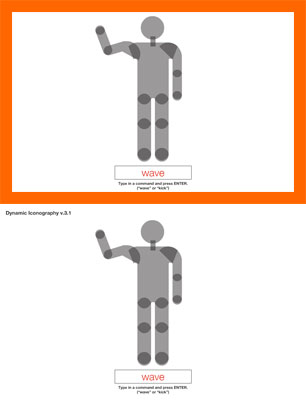 wave
Type in a command and press ENTER.
("wave" or "kick")
Dynamic Iconography v.3.1
wave
Type in a command and press ENTER.
("wave" or "kick")